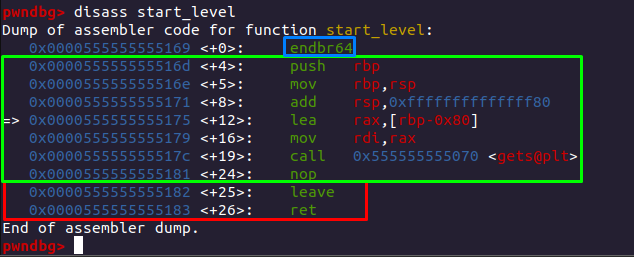 pwndbg> disass start_level
Dump of assembler code for function start_level:
   0x0000555555555169 <+0>:     endbr64
   0x000055555555516d <+4>:     push   rbp
   0x000055555555516e <+5>:     mov    rbp,rsp
   0x0000555555555171 <+8>:     add    rsp,0xffffffffffffff80
=> 0x0000555555555175 <+12>:    lea    rax,[rbp-0x80]
   0x0000555555555179 <+16>:    mov    rdi,rax
   0x000055555555517c <+19>:    call   0x555555555070 <gets@plt>
   0x0000555555555181 <+24>:    nop
   0x0000555555555182 <+25>:    leave
   0x0000555555555183 <+26>:    ret
End of assembler dump.
pwndbg>